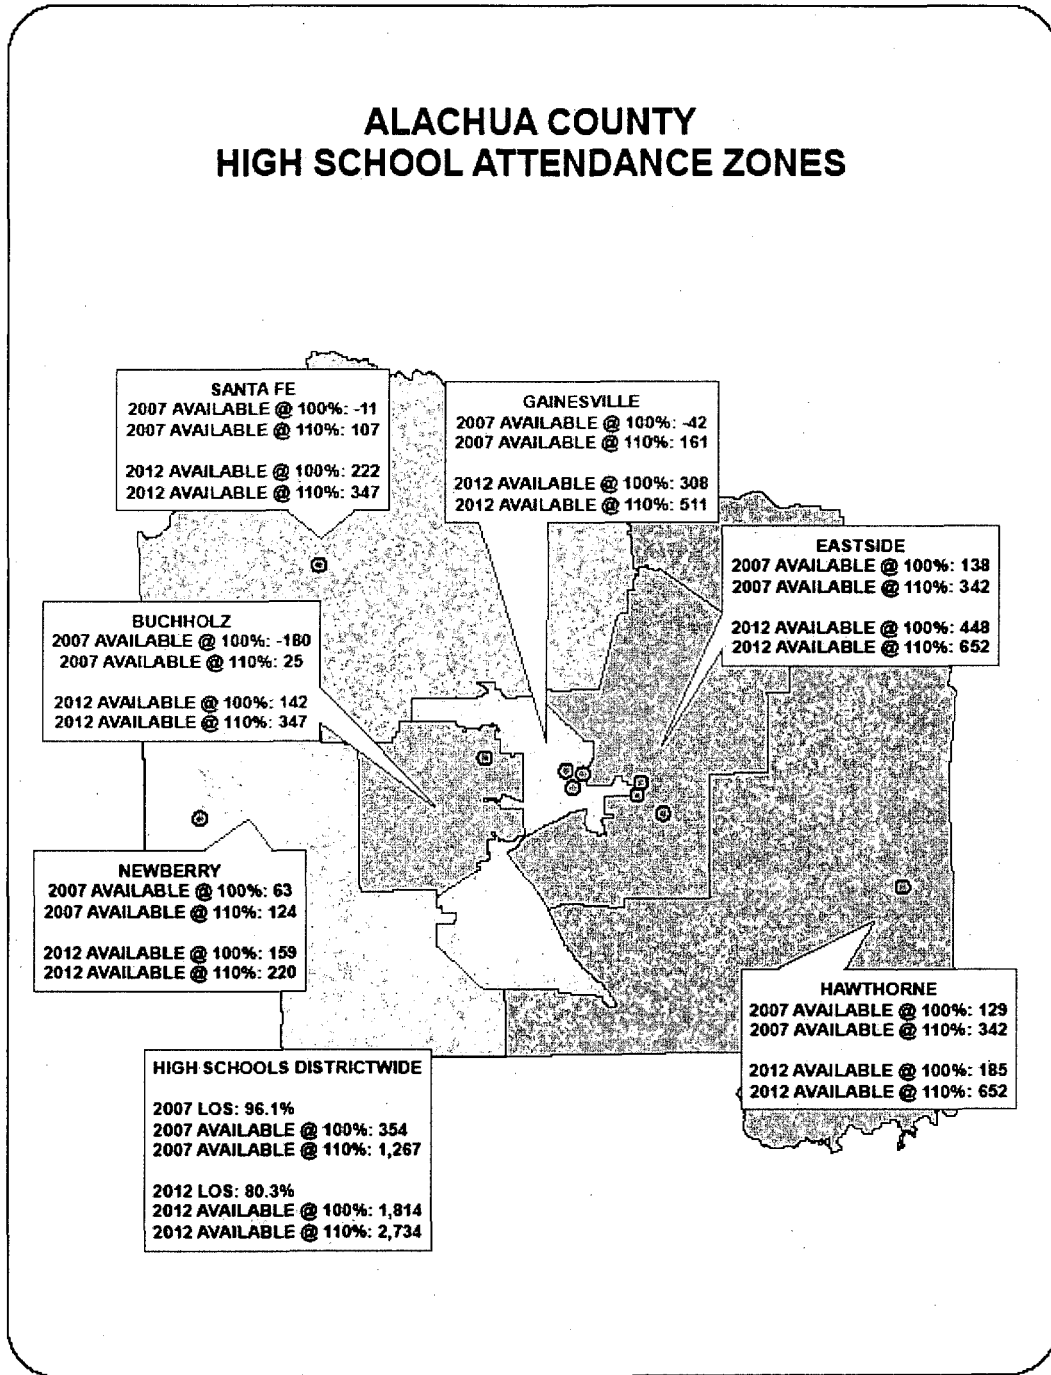 ALACHUA COUNTY
HIGH SCHOOL ATTENDANCE ZONES
SANTA FE
2007 AVAILABLE @ 100%: -11
2007 AVAILABLE @ 110%: 107
2012 AVAILABLE @ 100%: 222
2012 AVAILABLE @ 110%: 347
GAINESVILLE
2007 AVAILABLE @ 100%: -42
2007 AVAILABLE @ 110%: 161
2012 AVAILABLE @ 100%: 308
2012 AVAILABLE @ 110%: 511
EASTSIDE
2007 AVAILABLE @ 100%: 138
2007 AVAILABLE @ 110%: 342
2012 AVAILABLE @ 100%: 448
2012 AVAILABLE @ 110%: 652
BUCHHOLZ
2007 AVAILABLE @ 100%: -180
2007 AVAILABLE @ 110%: 25
2012 AVAILABLE @ 100%: 142
2012 AVAILABLE @ 110%: 347
NEWBERRY
2007 AVAILABLE @ 100%: 63
2007 AVAILABLE @ 110%: 124
2012 AVAILABLE @ 100%: 159
2012 AVAILABLE @ 110%: 220
HAWTHORNE
2007 AVAILABLE @ 100%: 129
2007 AVAILABLE @ 110%: 342
2012 AVAILABLE @ 100%: 185
2012 AVAILABLE @ 110%: 652
HIGH SCHOOLS DISTRICTWIDE
2007 LOS: 96.1%
2007 AVAILABLE @ 100%: 354
2007 AVAILABLE @ 110%: 1,267
2012 LOS: 80.3%
2012 AVAILABLE @ 100%: 1,814
2012 AVAILABLE @ 110%: 2,734